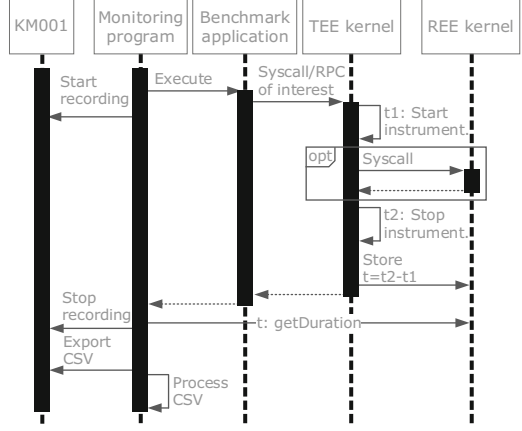 KM001
Monitoring
program
Benchmark
application
TEE kernel
REE kernel
Start
recording
Execute
Syscall/RPC
of interest
t1: Start
instrument.
opt
Syscall
t2: Stop
instrument.
Store
t=t2-t1
Stop
recording
t: getDuration
Export
CSV
Process
CSV